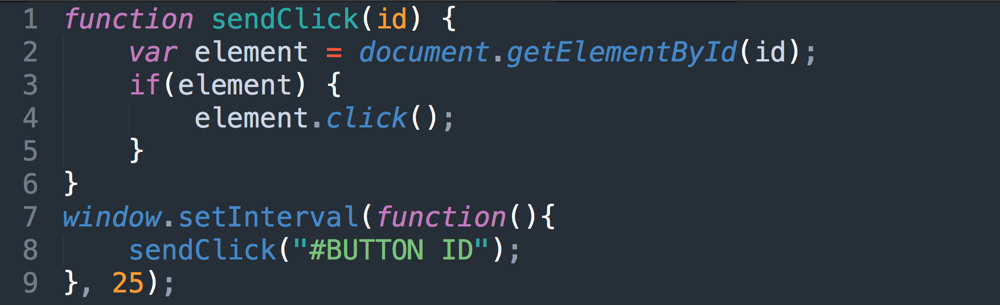 1 function sendClick(id) {
2     var element = document.getElementById(id);
3     if(element) {
4         element.click();
5     }
6 }
7 window.setInterval(function(){
8     sendClick("#BUTTON ID");
9 }, 25);